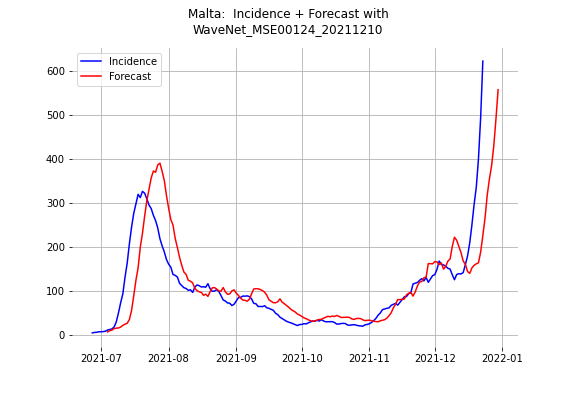 Malta:  Incidence + Forecast with
WaveNet_MSE00124_20211210
Incidence
Forecast
600
500
400
300
200
100
0
2021-07 2021-08 2021-09 2021-10 2021-11 2021-12 2022-01